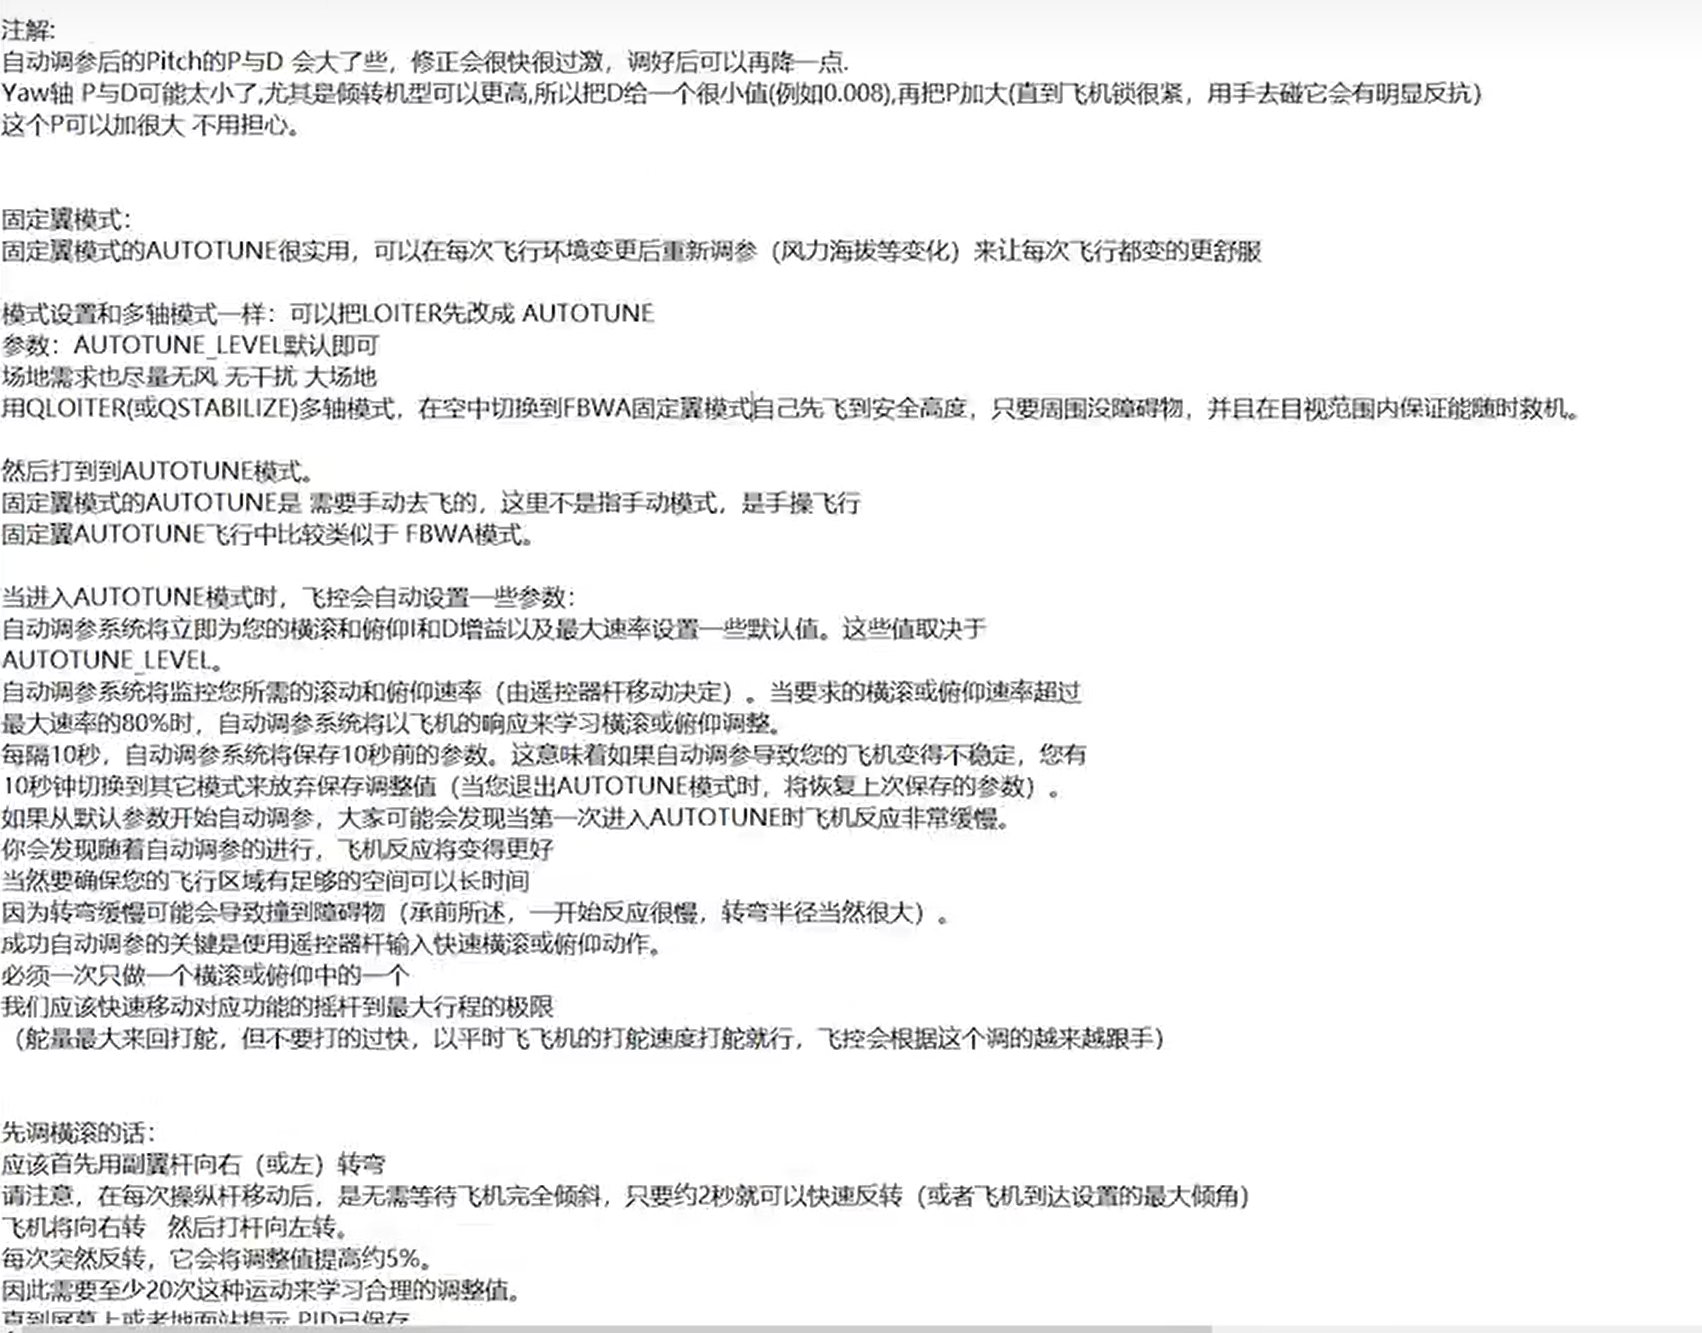 注解:
自动调参后的Pitch的P与D 会大了些，修正会很快很过激，调好后可以再降一点.
Yaw轴 P与D可能太小了,尤其是倾转机型可以更高,所以把D给一个很小值(例如0.008),再把P加大(直到飞机锁很紧，用手去碰它会有明显反抗)
这个P可以加很大 不用担心。
固定翼模式：
固定翼模式的AUTOTUNE很实用，可以在每次飞行环境变更后重新调参（风力海拔等变化）来让每次飞行都变的更舒服
模式设置和多轴模式一样：可以把LOITER先改成 AUTOTUNE
参数：AUTOTUNE_LEVEL默认即可
场地需求也尽量无风 无干扰 大场地
用QLOITER(或QSTABILIZE)多轴模式，在空中切换到FBWA固定翼模式自己先飞到安全高度，只要周围没障碍物，并且在目视范围内保证能随时救机。
然后打到到AUTOTUNE模式。
固定翼模式的AUTOTUNE是 需要手动去飞的，这里不是指手动模式，是手操飞行
固定翼AUTOTUNE飞行中比较类似于 FBWA模式。
当进入AUTOTUNE模式时，飞控会自动设置一些参数：
自动调参系统将立即为您的横滚和俯仰I和D增益以及最大速率设置一些默认值。这些值取决于
AUTOTUNE_LEVEL。
自动调参系统将监控您所需的滚动和俯仰速率（由遥控器杆移动决定）。当要求的横滚或俯仰速率超过
最大速率的80%时，自动调参系统将以飞机的响应来学习横滚或俯仰调整。
每隔10秒，自动调参系统将保存10秒前的参数。这意味着如果自动调参导致您的飞机变得不稳定，您有
10秒钟切换到其它模式来放弃保存调整值（当您退出AUTOTUNE模式时，将恢复上次保存的参数）。
如果从默认参数开始自动调参，大家可能会发现当第一次进入AUTOTUNE时飞机反应非常缓慢。
你会发现随着自动调参的进行，飞机反应将变得更好
当然要确保您的飞行区域有足够的空间可以长时间
因为转弯缓慢可能会导致撞到障碍物（承前所述，一开始反应很慢，转弯半径当然很大）。
成功自动调参的关键是使用遥控器杆输入快速横滚或俯仰动作。
必须一次只做一个横滚或俯仰中的一个
我们应该快速移动对应功能的摇杆到最大行程的极限
（舵量最大来回打舵，但不要打的过快，以平时飞飞机的打舵速度打舵就行，飞控会根据这个调的越来越跟手）
先调横滚的话：
应该首先用副翼杆向右（或左）转弯
请注意，在每次操纵杆移动后，是无需等待飞机完全倾斜，只要约2秒就可以快速反转（或者飞机到达设置的最大倾角）
飞机将向右转 然后打杆向左转。
每次突然反转，它会将调整值提高约5%。
因此需要至少20次这种运动来学习合理的调整值。
直到屏幕上或者地面站提示 PID已保存